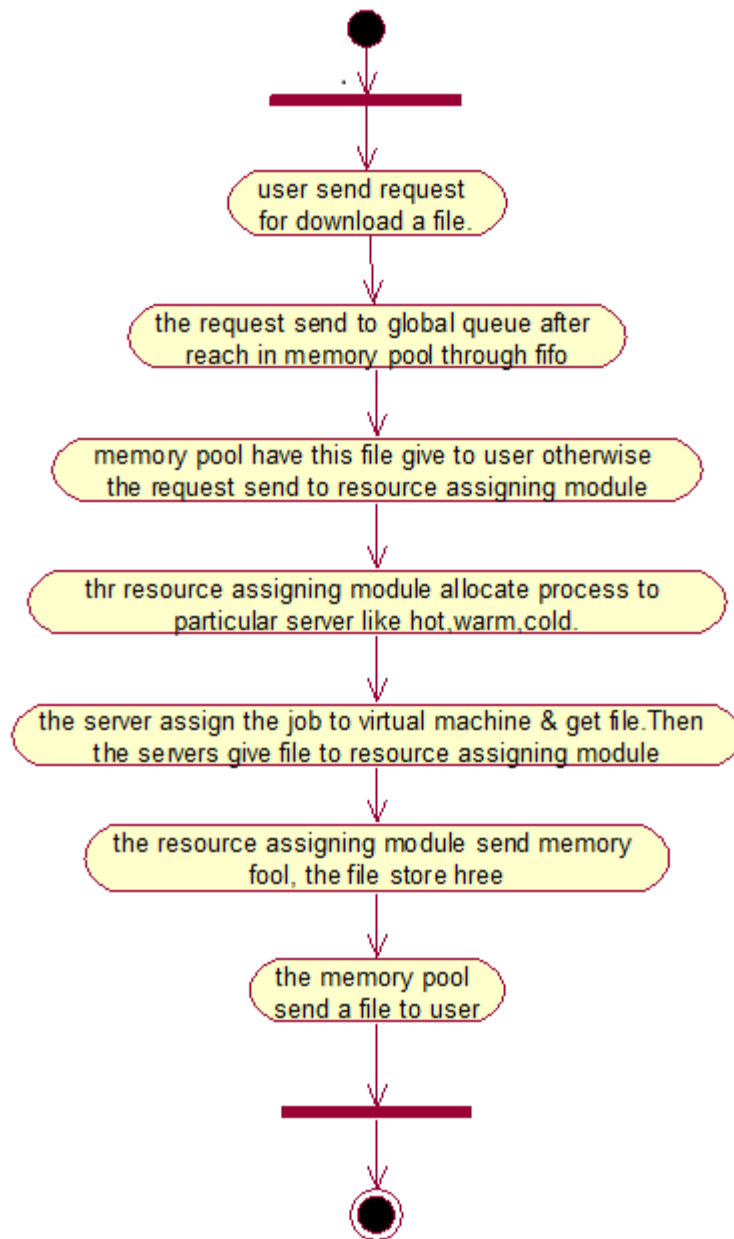 user send request
for download a file.
the request send to global queue after
reach in memory pool through fifo
memory pool have this file give to user otherwise
the request send to resource assigning module
thr resource assigning module allocate process to
particular server like hot,warm,cold.
the server assign the job to virtual machine & get file.Then
the servers give file to resource assigning module
the resource assigning module send memory
fool, the file store hree
the memory pool
send a file to user